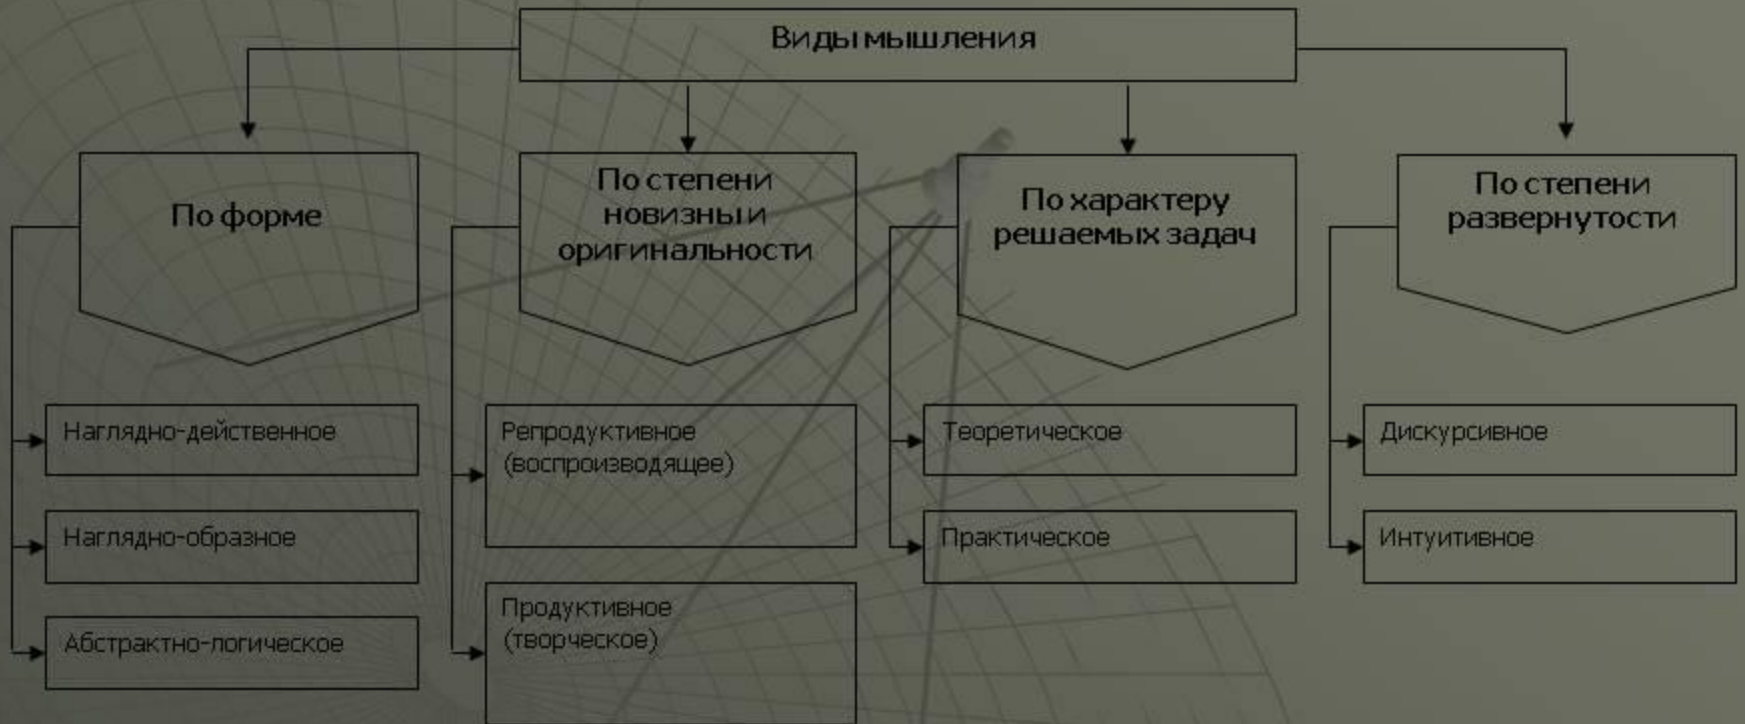 Виды мышления
По форме
Наглядно-действенное
Наглядно-образное
Абстрактно-логическое
По степени
новизны и
оригинальности
Репродуктивное
(воспроизводящее)
Продуктивное
(творческое)
По характеру
решаемых задач
Теоретическое
Практическое
По степени
развернутости
Дискурсивное
Интуитивное